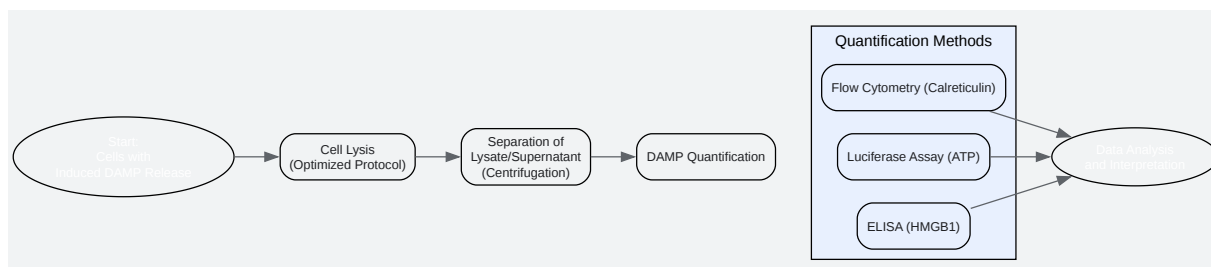 Start:
Cells with
Induced DAMP Release
Cell Lysis
(Optimized Protocol)
Separation of
Lysate/Supernatant
(Centrifugation)
DAMP Quantification
Quantification Methods
Flow Cytometry (Calreticulin)
Luciferase Assay (ATP)
ELISA (HMGB1)
Data Analysis
and Interpretation